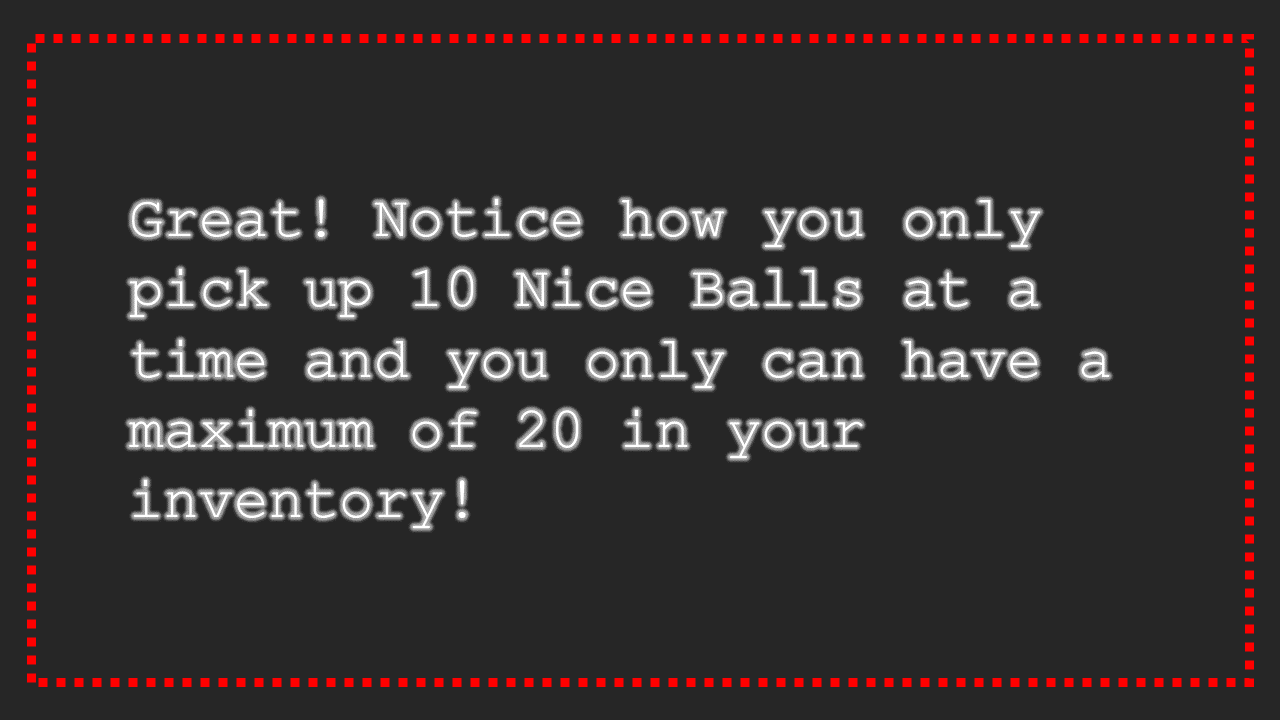 Great! Notice how you only
pick up 10 Nice Balls at a
time and you only can have a
maximum of 20 in your
inventory!